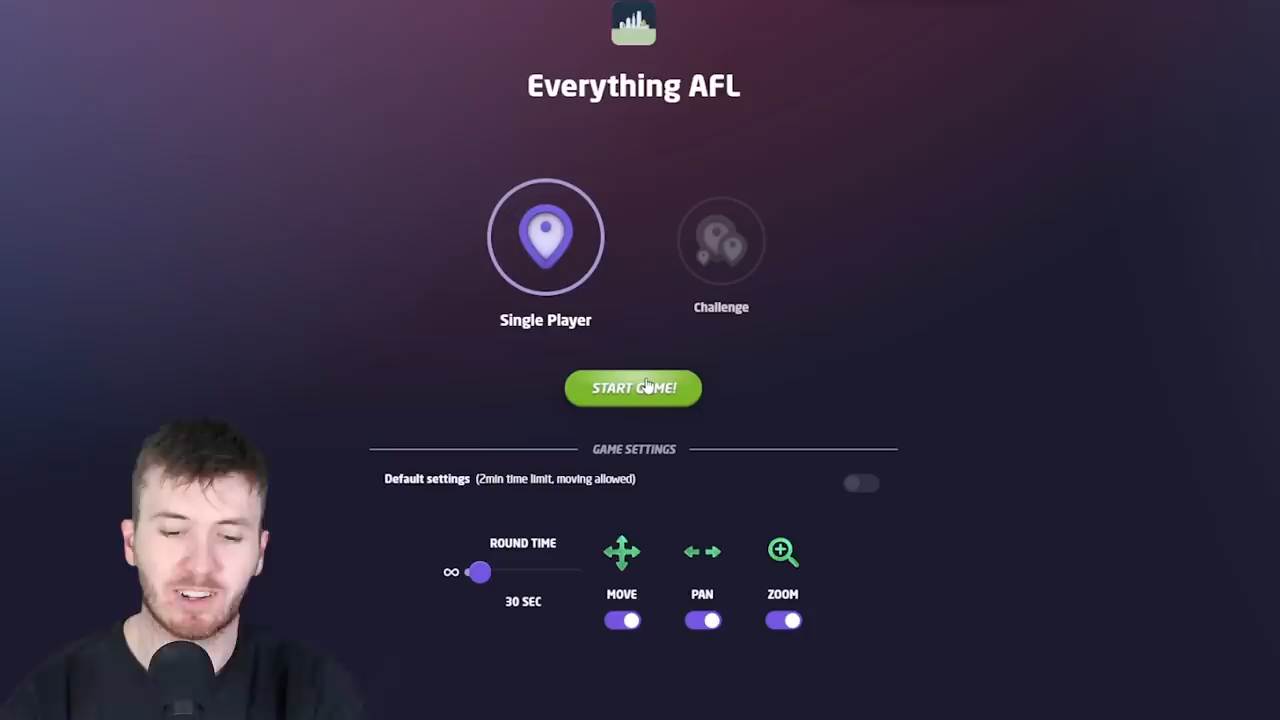 Everything AFL
Single Player
Challenge
START GAME!
GAME SETTINGS
Default settings (2min time limit, moving allowed)
ROUND TIME
∞
30 SEC
MOVE
PAN
ZOOM